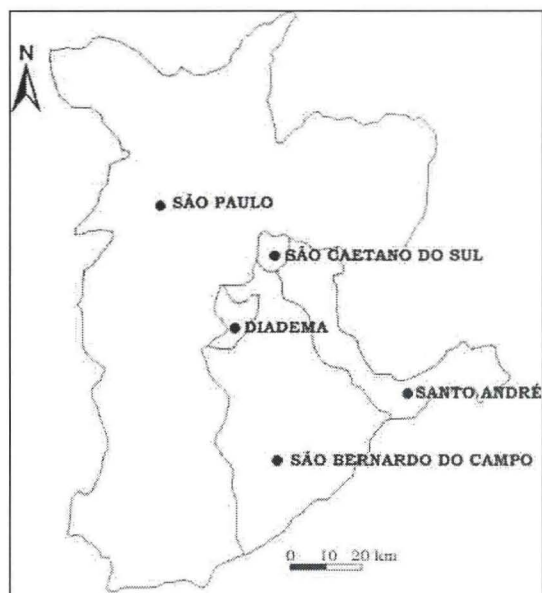 N
SÃO PAULO
SÃO CAETANO DO SUL
DIADEMA
SANTO ANDRÉ
SÃO BERNARDO DO CAMPO
0 10 20 km